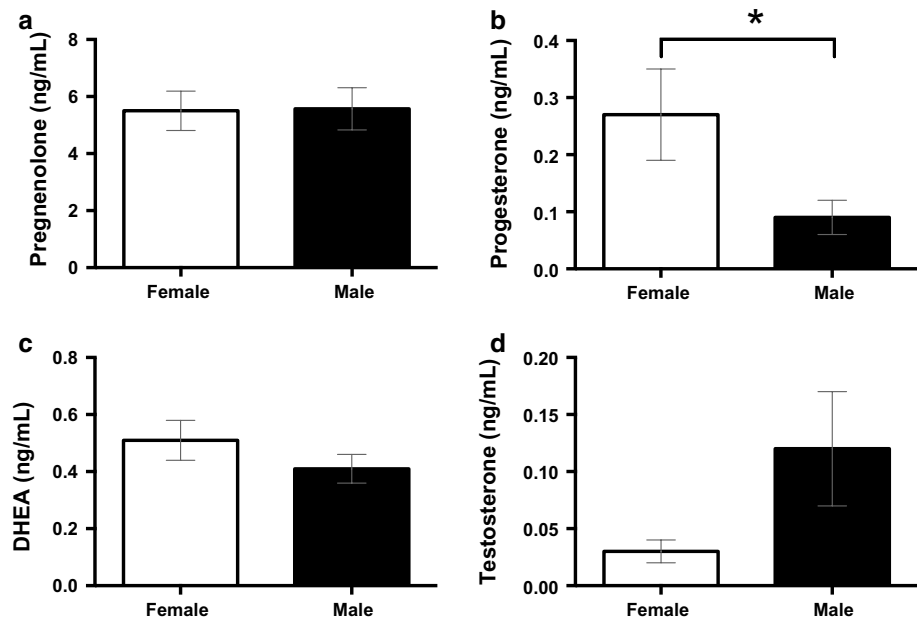 a
Pregnenolone (ng/mL)
8
6
4
2
0
Female
Male
b
*
Progesterone (ng/mL)
0.4
0.3
0.2
0.1
0.0
Female
Male
c
DHEA (ng/mL)
0.8
0.6
0.4
0.2
0.0
Female
Male
d
Testosterone (ng/mL)
0.20
0.15
0.10
0.05
0.00
Female
Male